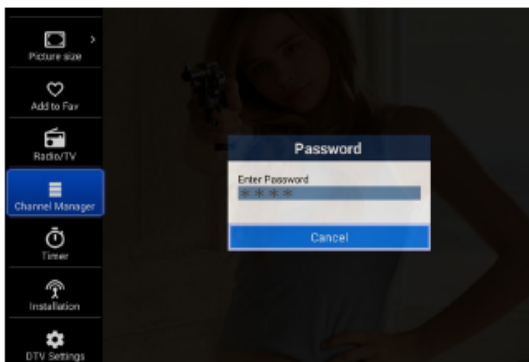 Picture size
Add to Fav
Radio/TV
Channel Manager
Timer
Installation
DTV Settings
Password
Enter Password
****
Cancel